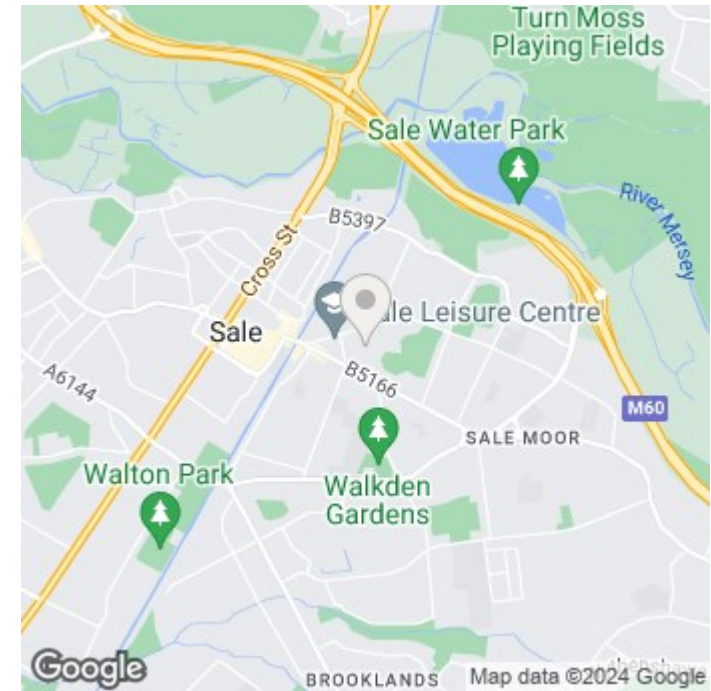 Turn Moss
Playing Fields
Sale Water Park
River Mersey
B5397
Cross St
ale Leisure Centre
Sale
B5166
A6144
M60
SALE MOOR
Walton Park
Walkden
Gardens
Google
BROOKLANDS
Map data ©2024 Google